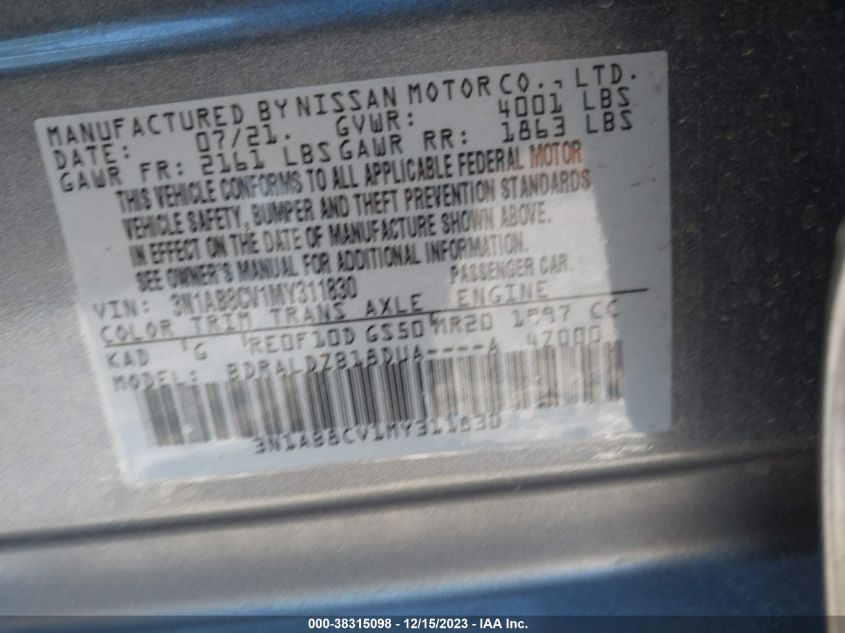 MANUFACTURED BY NISSAN MOTOR CO., LTD.
DATE: 07/21. GVWR: 4001 LBS
GAWR FR: 2161 LBS GAWR RR: 1863 LBS
THIS VEHICLE CONFORMS TO ALL APPLICABLE FEDERAL MOTOR
VEHICLE SAFETY, BUMPER AND THEFT PREVENTION STANDARDS
IN EFFECT ON THE DATE OF MANUFACTURE SHOWN ABOVE.
SEE OWNER'S MANUAL FOR ADDITIONAL INFORMATION.
PASSENGER CAR.
VIN: 3N1AB8CV1MY311830
COLOR TRIM TRANS AXLE ENGINE
KAD G RE0F10D GS50 MR20 1997 CC
MODEL: BDRALDZB18DUA----A 4Z000
3N1AB8CV1MY311830
000-38315098 - 12/15/2023 - IAA Inc.